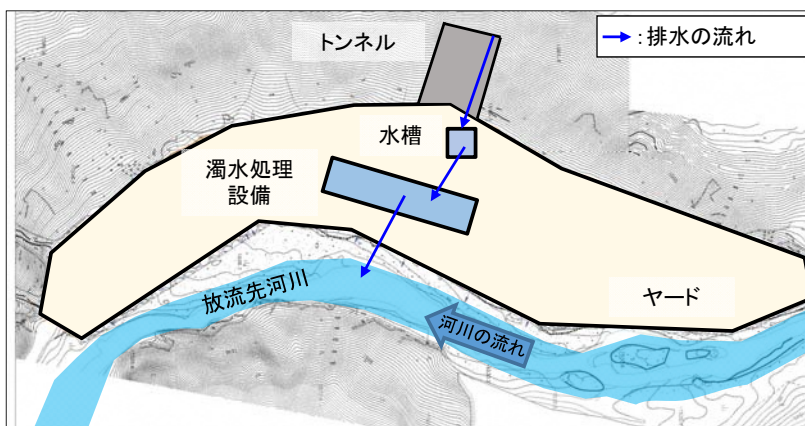 トンネル
→:排水の流れ
水槽
濁水処理
設備
放流先河川
河川の流れ
ヤード